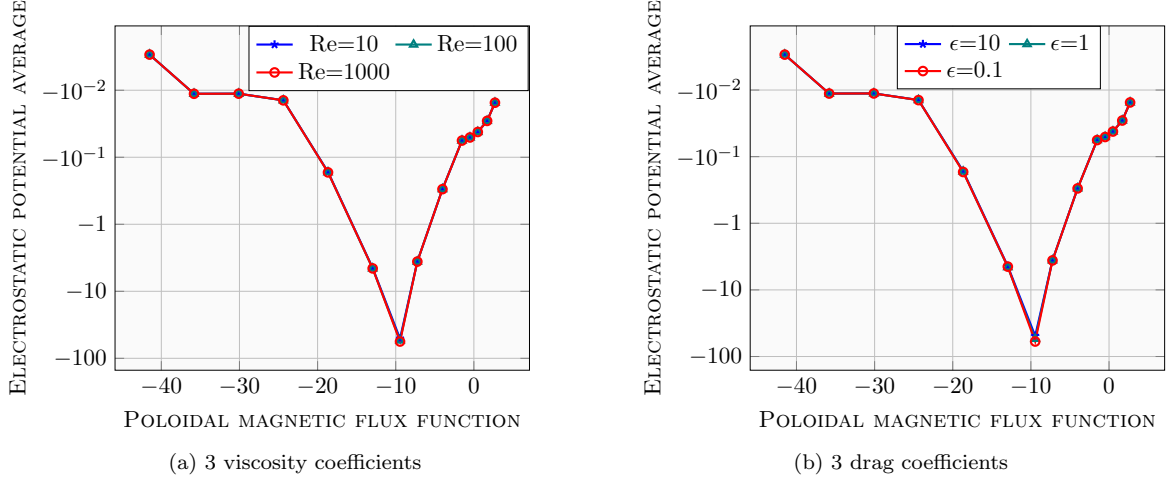 ELECTROSTATIC POTENTIAL AVERAGE
Re=10 Re=100
Re=1000
−10⁻²
−10⁻¹
−1
−10
−100
−40 −30 −20 −10 0
POLOIDAL MAGNETIC FLUX FUNCTION
(a) 3 viscosity coefficients
ELECTROSTATIC POTENTIAL AVERAGE
ϵ=10 ϵ=1
ϵ=0.1
−10⁻²
−10⁻¹
−1
−10
−100
−40 −30 −20 −10 0
POLOIDAL MAGNETIC FLUX FUNCTION
(b) 3 drag coefficients